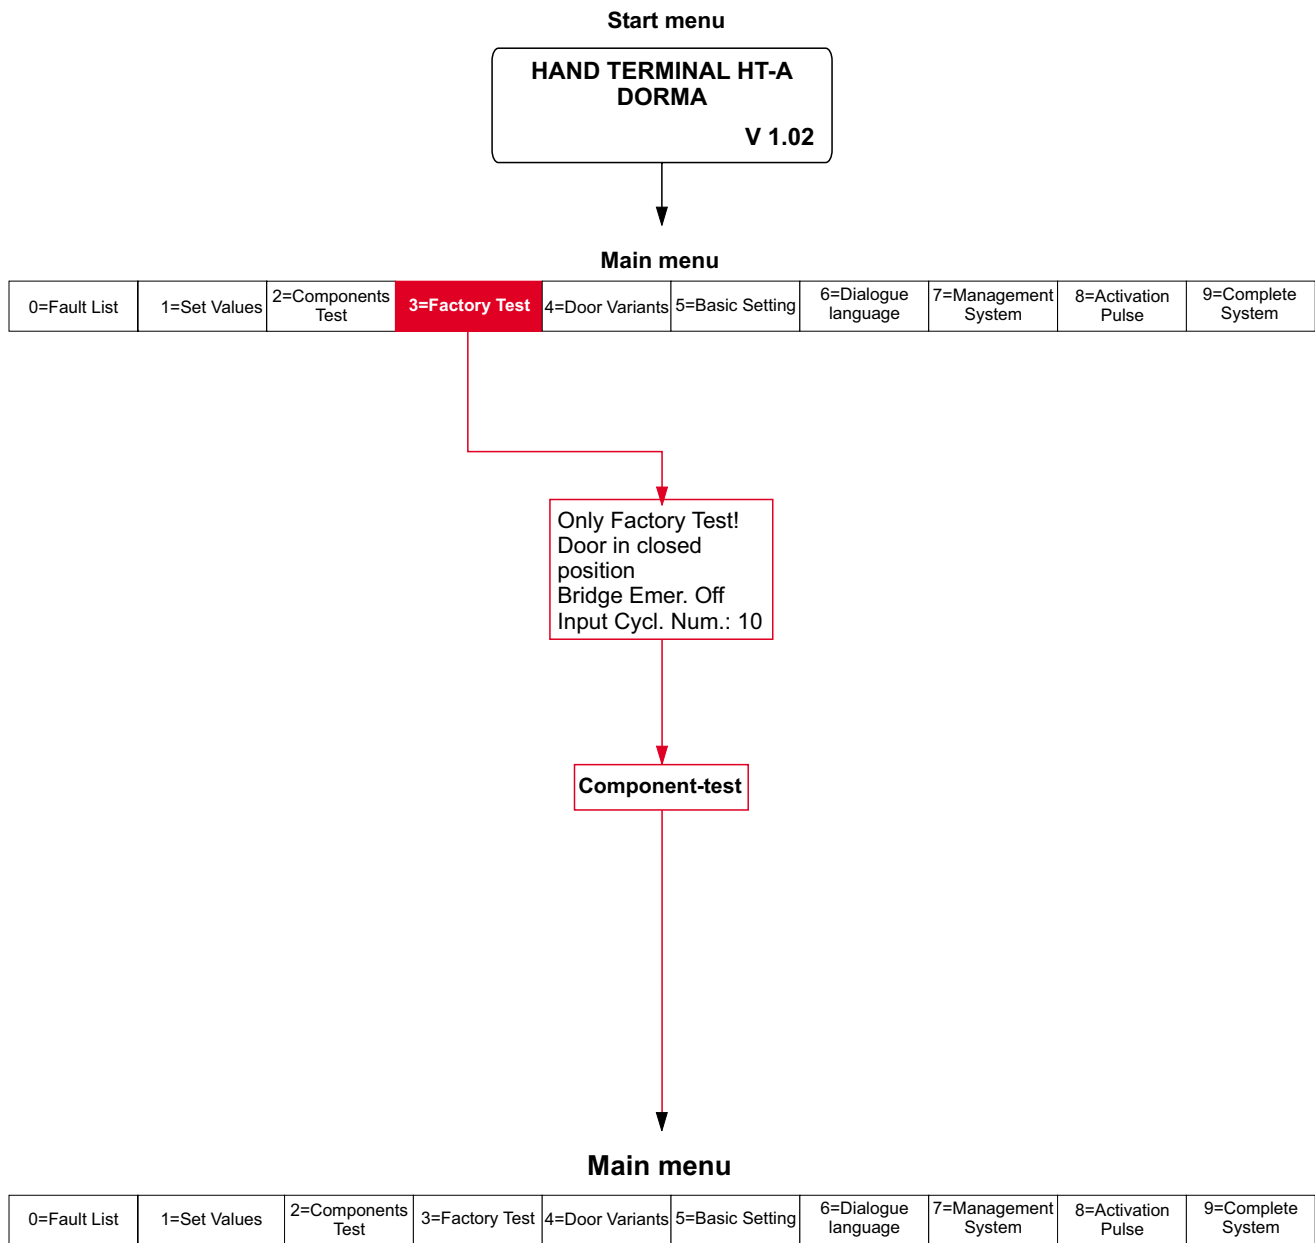 Start menu
HAND TERMINAL HT-A
DORMA
V 1.02
Main menu
0=Fault List
1=Set Values
2=Components
Test
3=Factory Test
4=Door Variants
5=Basic Setting
6=Dialogue
language
7=Management
System
8=Activation
Pulse
9=Complete
System
Only Factory Test!
Door in closed
position
Bridge Emer. Off
Input Cycl. Num.: 10
Component-test
Main menu
0=Fault List
1=Set Values
2=Components
Test
3=Factory Test
4=Door Variants
5=Basic Setting
6=Dialogue
language
7=Management
System
8=Activation
Pulse
9=Complete
System